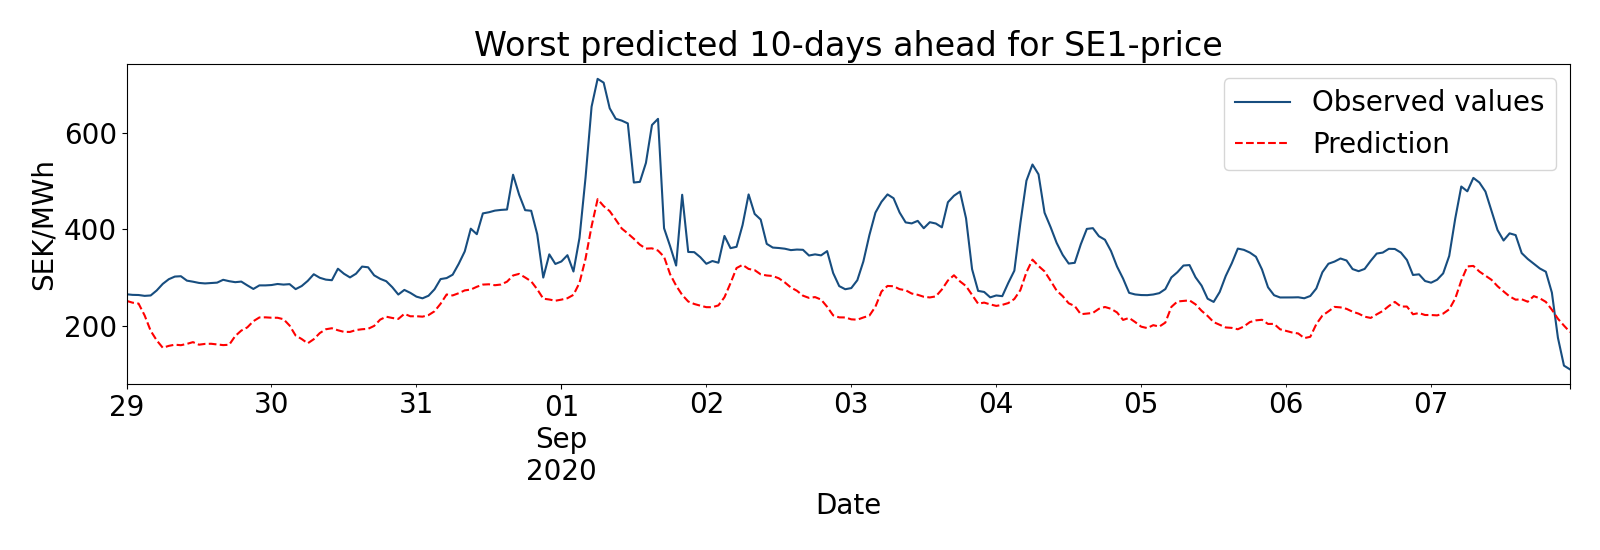 Worst predicted 10-days ahead for SE1-price
Observed values
Prediction
SEK/MWh
600
400
200
29 30 31 01 02 03 04 05 06 07
Sep
2020
Date